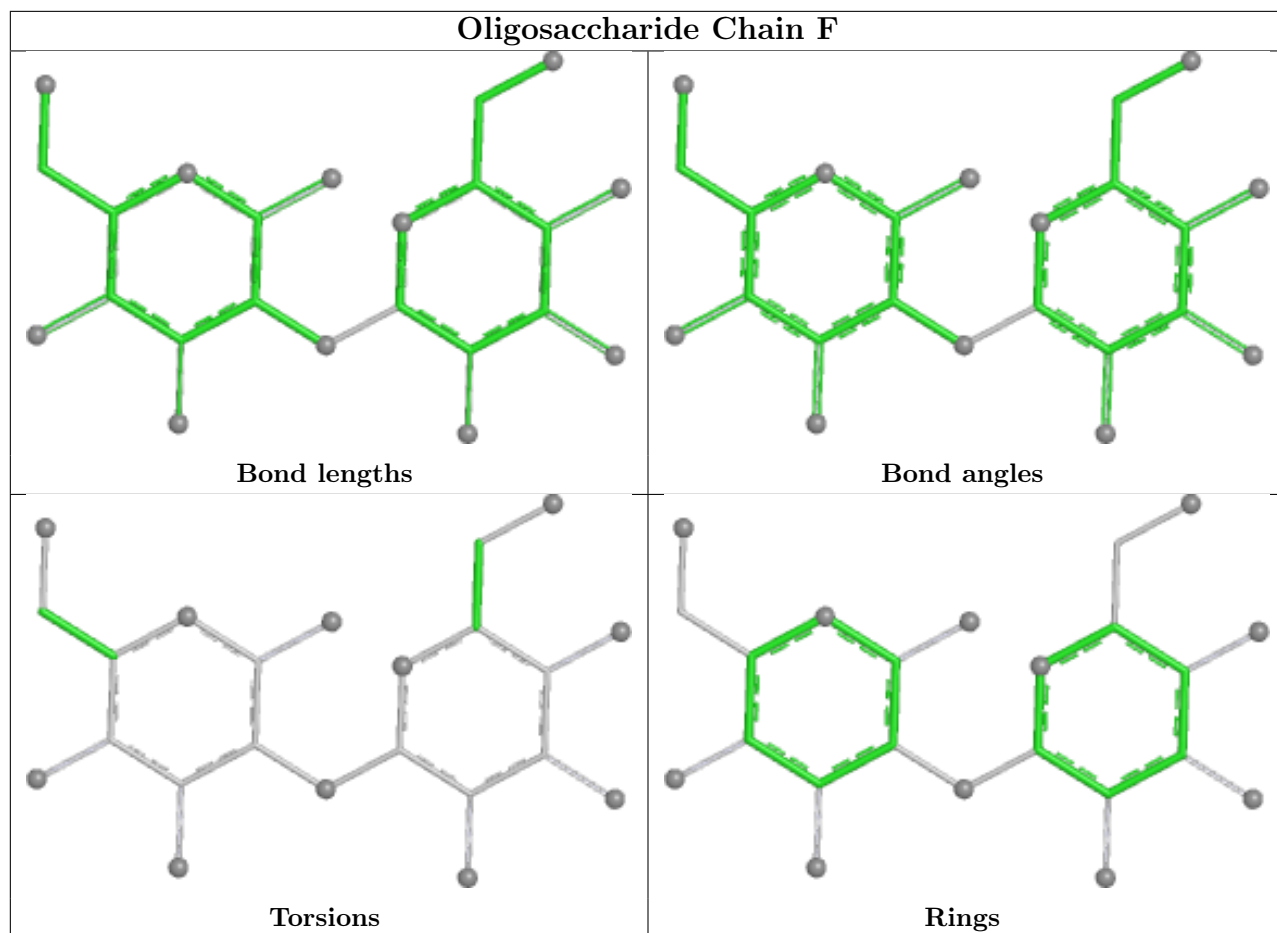 Oligosaccharide Chain F
Bond lengths
Bond angles
Torsions
Rings